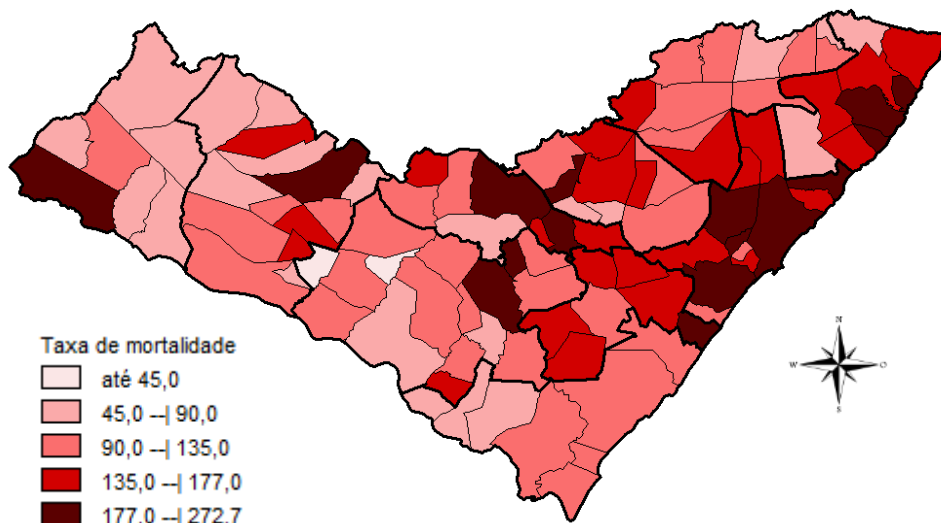 Taxa de mortalidade
até 45,0
45,0 --| 90,0
90,0 --| 135,0
135,0 --| 177,0
177,0 --| 272,7
N
W
O
S